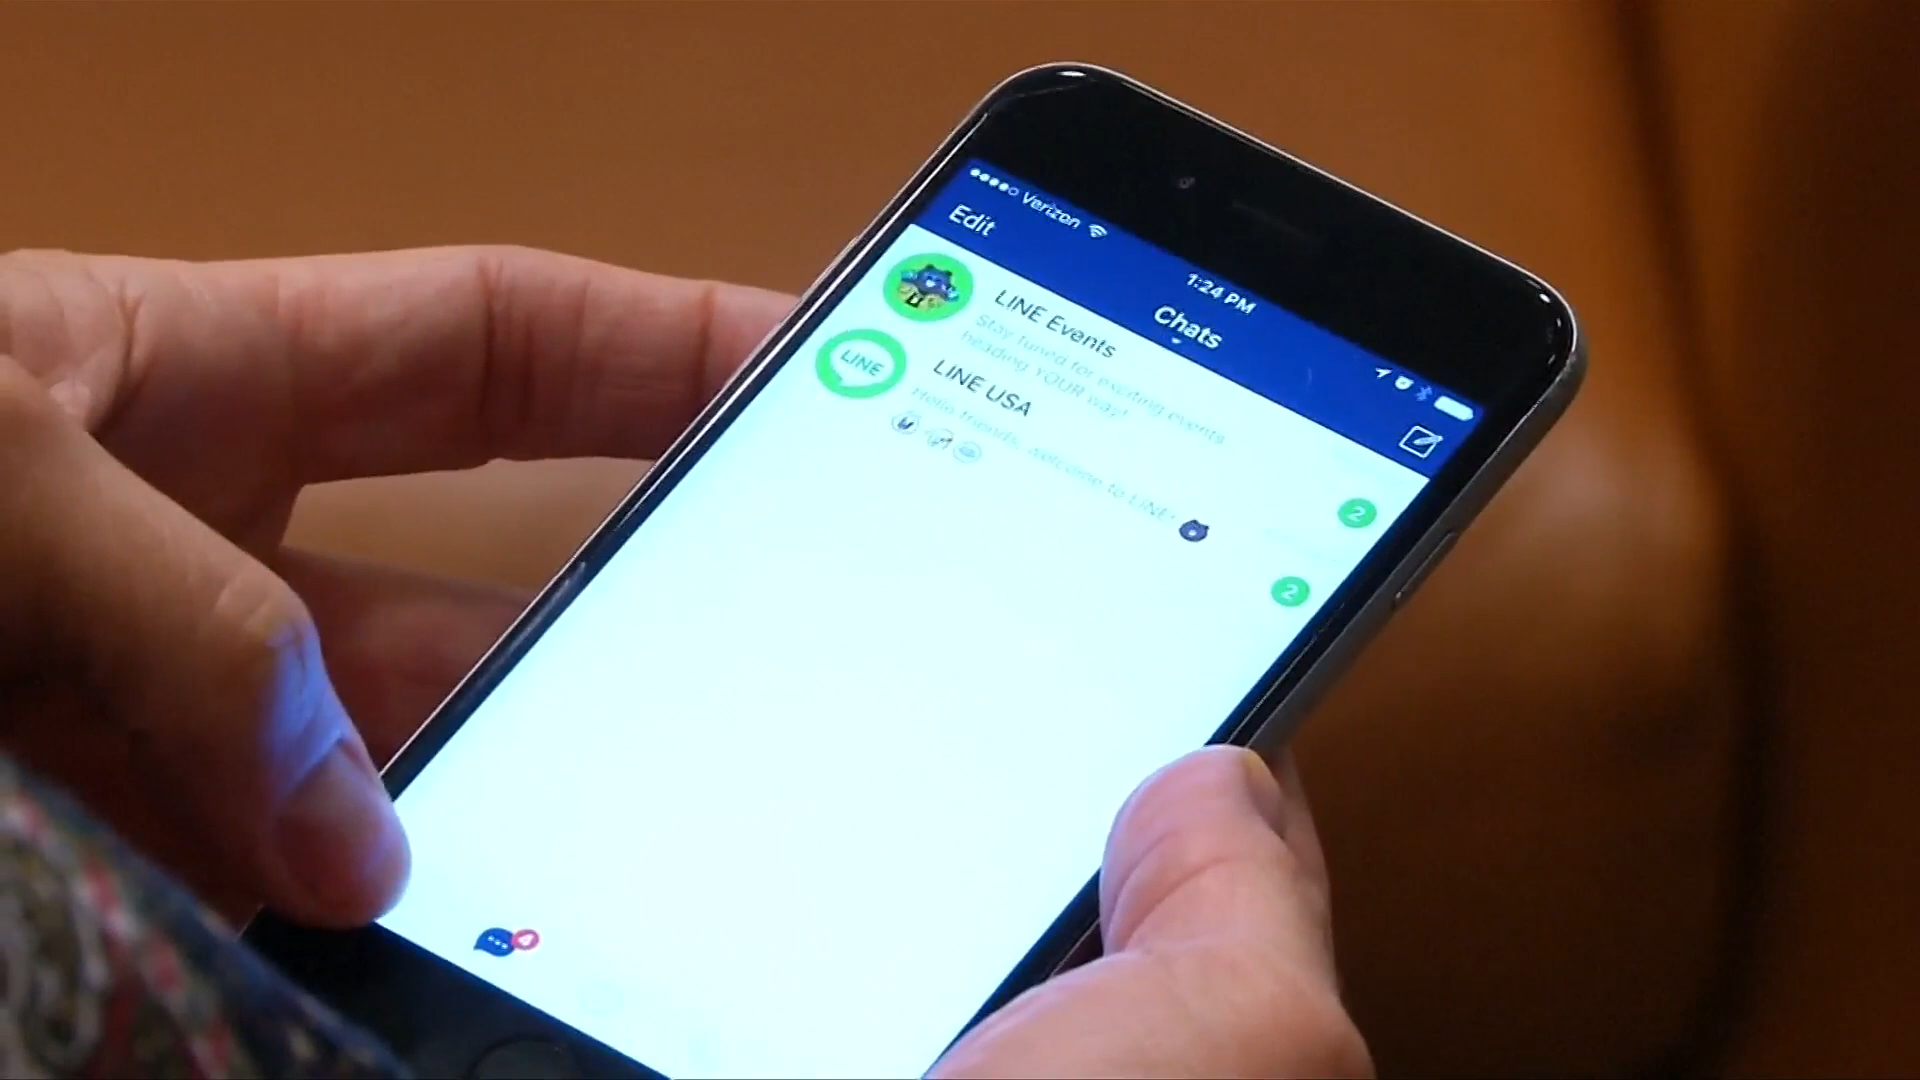 Verizon
1:24 PM
Edit
Chats
LINE Events
Stay tuned for exciting events
heading YOUR way!
2
LINE
LINE USA
Hello friends, welcome to LINE!
2
4